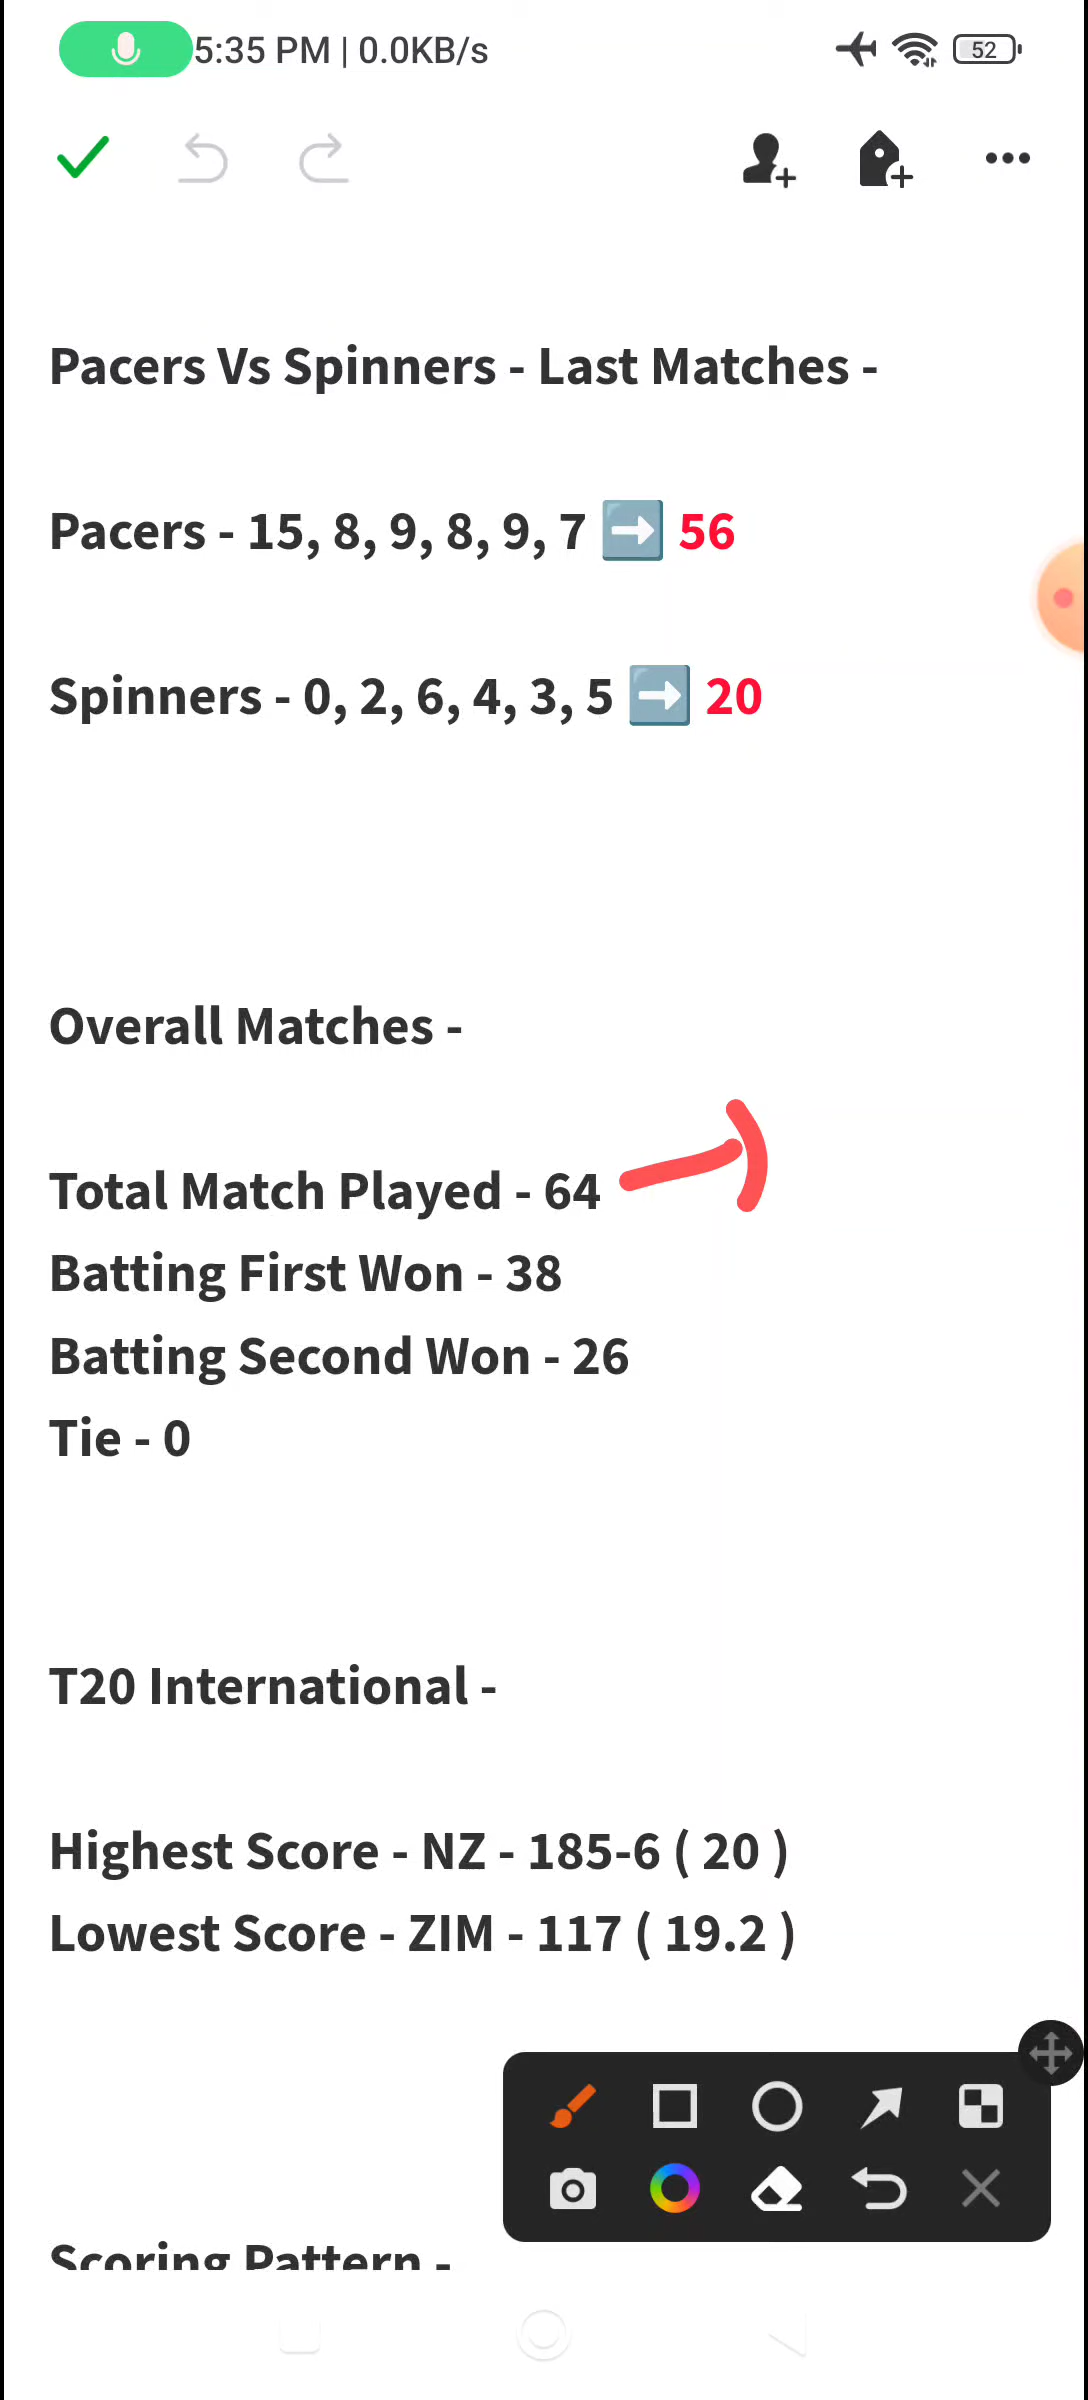 5:35 PM | 0.0KB/s 52
Pacers Vs Spinners - Last Matches -
Pacers - 15, 8, 9, 8, 9, 7 ➡️ 56
Spinners - 0, 2, 6, 4, 3, 5 ➡️ 20
Overall Matches -
Total Match Played - 64
Batting First Won - 38
Batting Second Won - 26
Tie - 0
T20 International -
Highest Score - NZ - 185-6 ( 20 )
Lowest Score - ZIM - 117 ( 19.2 )
Scoring Pattern -